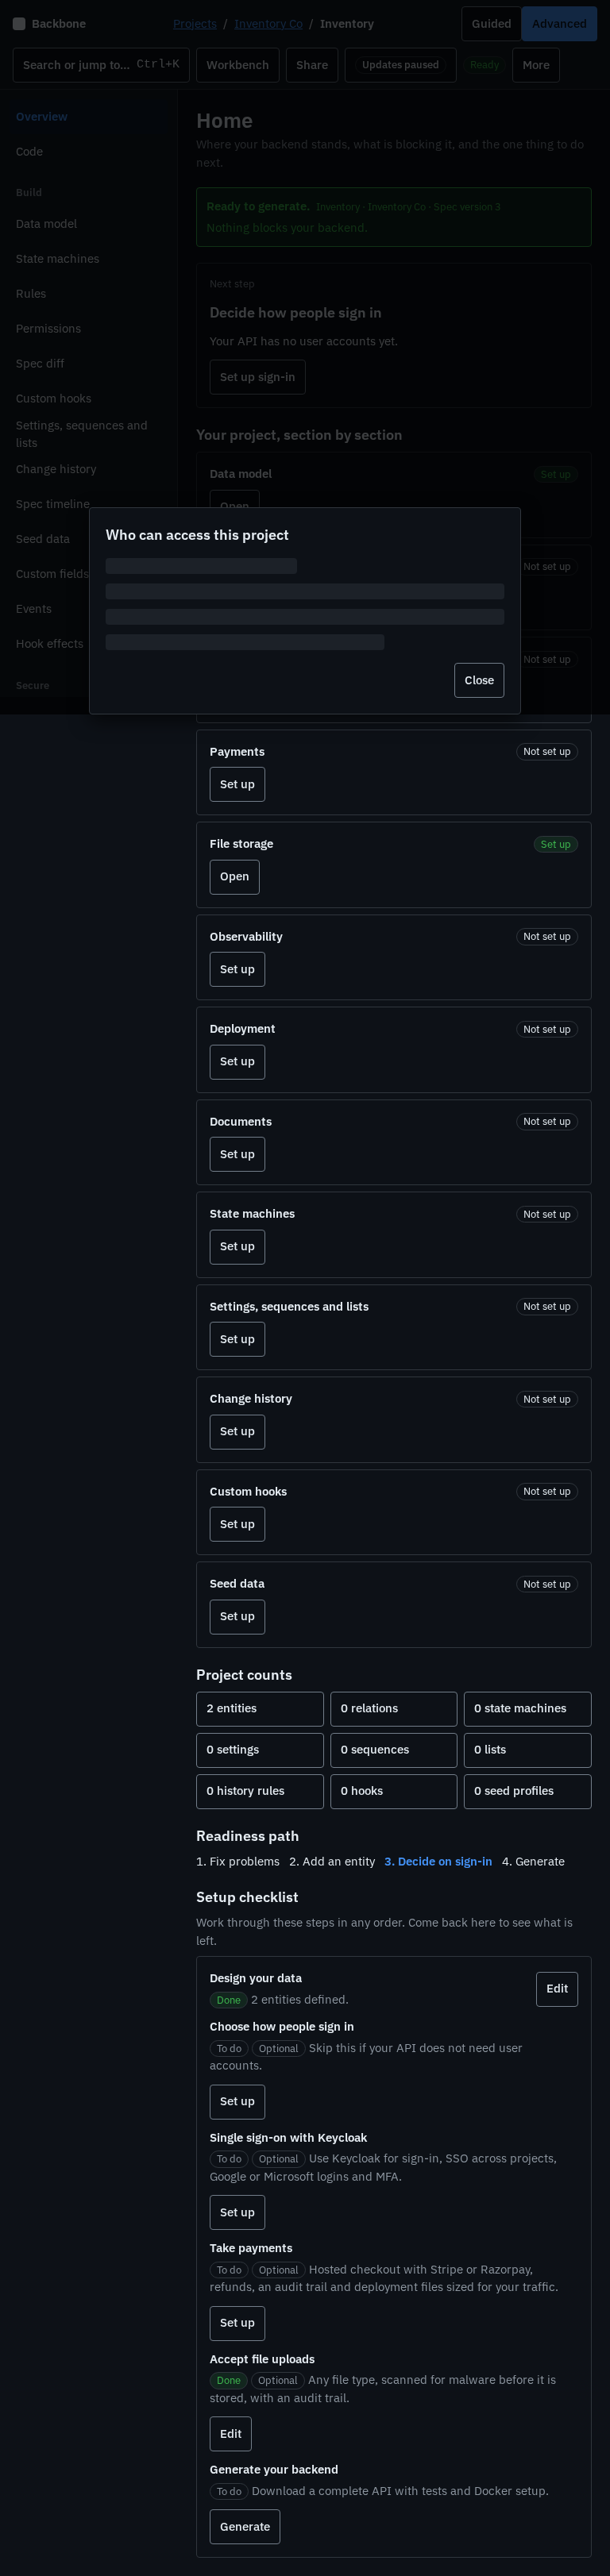 Backbone
Projects / Inventory Co / Inventory
Guided
Advanced
Search or jump to... Ctrl+K
Workbench
Share
Updates paused
Ready
More
Overview
Code
Build
Data model
State machines
Rules
Permissions
Spec diff
Custom hooks
Settings, sequences and
lists
Change history
Spec timeline
Seed data
Custom fields
Events
Hook effects
Secure
Home
Where your backend stands, what is blocking it, and the one thing to do
next.
Ready to generate. Inventory · Inventory Co · Spec version 3
Nothing blocks your backend.
Next step
Decide how people sign in
Your API has no user accounts yet.
Set up sign-in
Your project, section by section
Data model
Set up
Open
Not set up
Not set up
Who can access this project
Close
Payments
Not set up
Set up
File storage
Set up
Open
Observability
Not set up
Set up
Deployment
Not set up
Set up
Documents
Not set up
Set up
State machines
Not set up
Set up
Settings, sequences and lists
Not set up
Set up
Change history
Not set up
Set up
Custom hooks
Not set up
Set up
Seed data
Not set up
Set up
Project counts
2 entities
0 relations
0 state machines
0 settings
0 sequences
0 lists
0 history rules
0 hooks
0 seed profiles
Readiness path
1. Fix problems 2. Add an entity 3. Decide on sign-in 4. Generate
Setup checklist
Work through these steps in any order. Come back here to see what is
left.
Design your data
Done 2 entities defined.
Edit
Choose how people sign in
To do Optional Skip this if your API does not need user
accounts.
Set up
Single sign-on with Keycloak
To do Optional Use Keycloak for sign-in, SSO across projects,
Google or Microsoft logins and MFA.
Set up
Take payments
To do Optional Hosted checkout with Stripe or Razorpay,
refunds, an audit trail and deployment files sized for your traffic.
Set up
Accept file uploads
Done Optional Any file type, scanned for malware before it is
stored, with an audit trail.
Edit
Generate your backend
To do Download a complete API with tests and Docker setup.
Generate